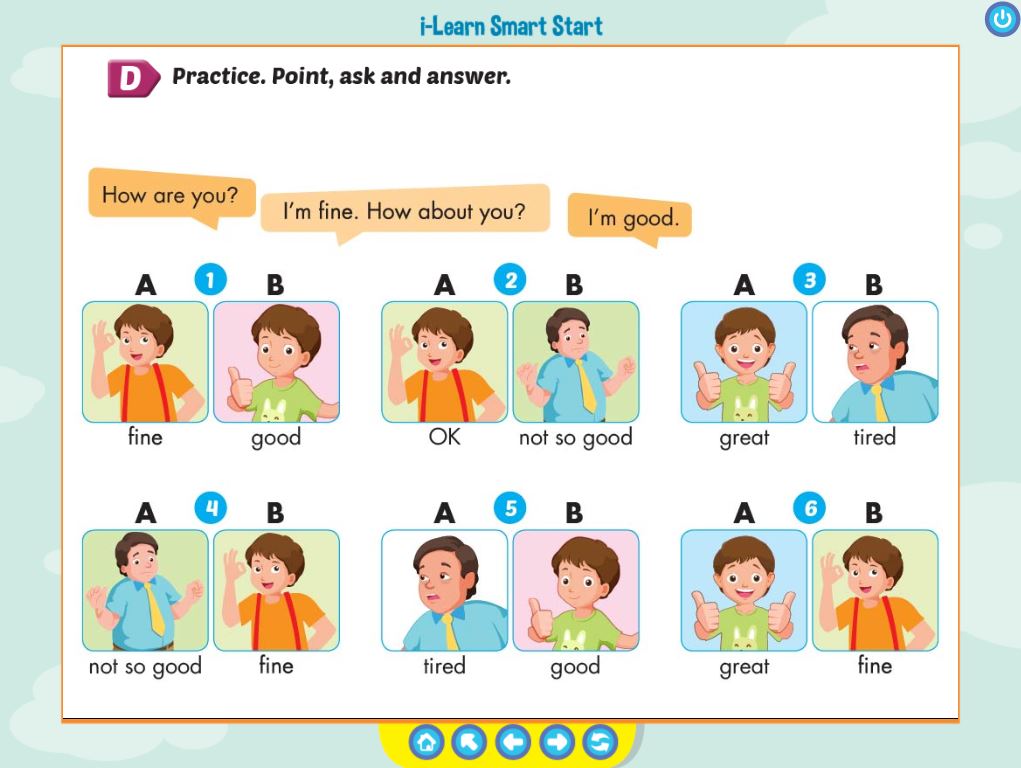 i-Learn Smart Start
D Practice. Point, ask and answer.
How are you?
I'm fine. How about you?
I'm good.
A 1 B
fine good
A 2 B
OK not so good
A 3 B
great tired
A 4 B
not so good fine
A 5 B
tired good
A 6 B
great fine